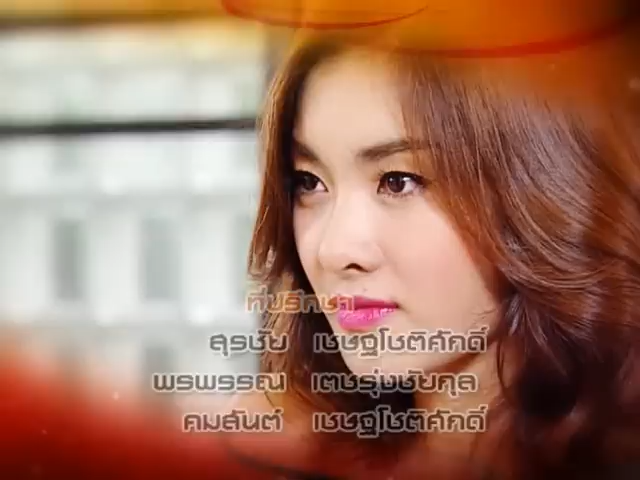 ที่ปรึกษา
สุรชัย เชษฐโชติศักดิ์
พรพรรณ เตชรุ่งชัยกุล
คมสันต์ เชษฐโชติศักดิ์